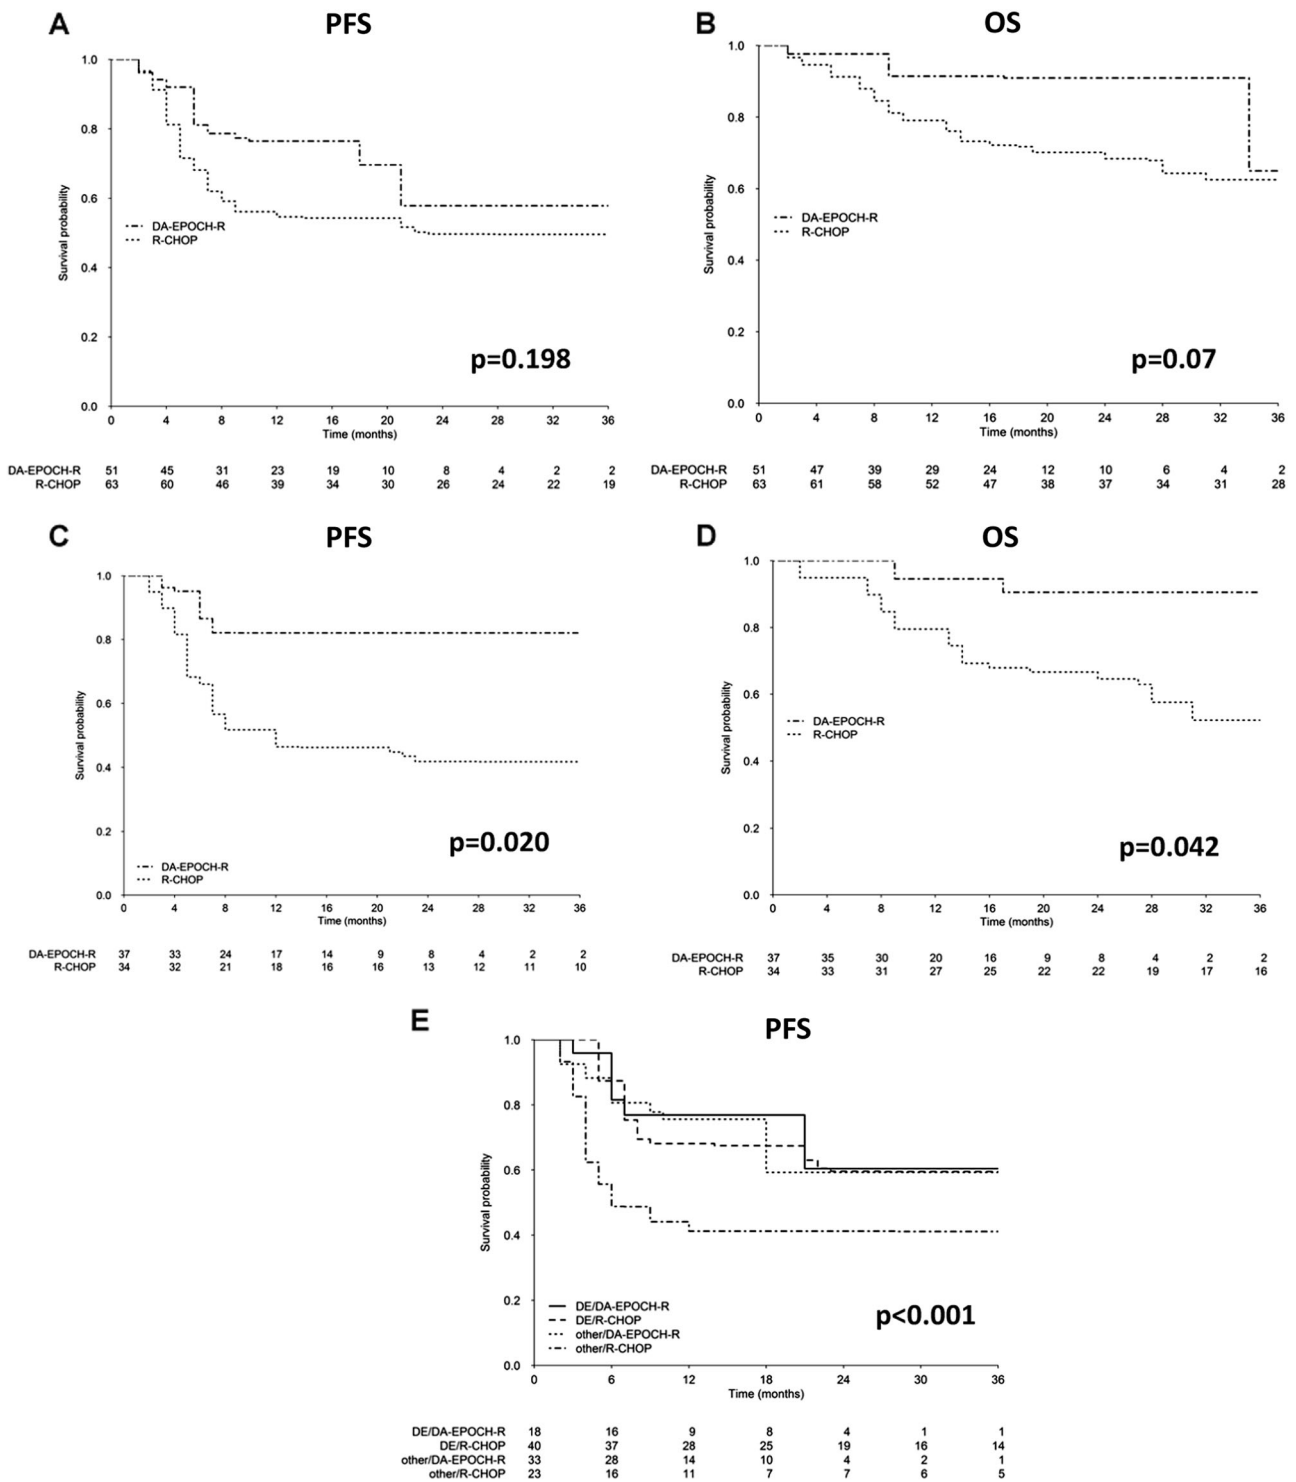 A PFS
1.0
0.8
0.6
0.4
0.2
0.0
Survival probability
DA-EPOCH-R
R-CHOP
p=0.198
0 4 8 12 16 20 24 28 32 36
Time (months)
DA-EPOCH-R 51 45 31 23 19 10 8 4 2 2
R-CHOP 63 60 46 39 34 30 26 24 22 19
B OS
1.0
0.8
0.6
0.4
0.2
0.0
Survival probability
DA-EPOCH-R
R-CHOP
p=0.07
0 4 8 12 16 20 24 28 32 36
Time (months)
DA-EPOCH-R 51 47 39 29 24 12 10 6 4 2
R-CHOP 63 61 58 52 47 38 37 34 31 28
C PFS
1.0
0.8
0.6
0.4
0.2
0.0
Survival probability
p=0.020
DA-EPOCH-R
R-CHOP
0 4 8 12 16 20 24 28 32 36
Time (months)
DA-EPOCH-R 37 33 24 17 14 9 8 4 2 2
R-CHOP 34 32 21 18 16 16 13 12 11 10
D OS
1.0
0.8
0.6
0.4
0.2
0.0
Survival probability
DA-EPOCH-R
R-CHOP
p=0.042
0 4 8 12 16 20 24 28 32 36
Time (months)
DA-EPOCH-R 37 35 30 20 16 9 8 4 2 2
R-CHOP 34 33 31 27 25 22 22 19 17 16
E PFS
1.0
0.8
0.6
0.4
0.2
0.0
Survival probability
DE/DA-EPOCH-R
DE/R-CHOP
other/DA-EPOCH-R
other/R-CHOP
p<0.001
0 6 12 18 24 30 36
Time (months)
DE/DA-EPOCH-R 18 16 9 8 4 1 1
DE/R-CHOP 40 37 28 25 19 16 14
other/DA-EPOCH-R 33 28 14 10 4 2 1
other/R-CHOP 23 16 11 7 7 6 5